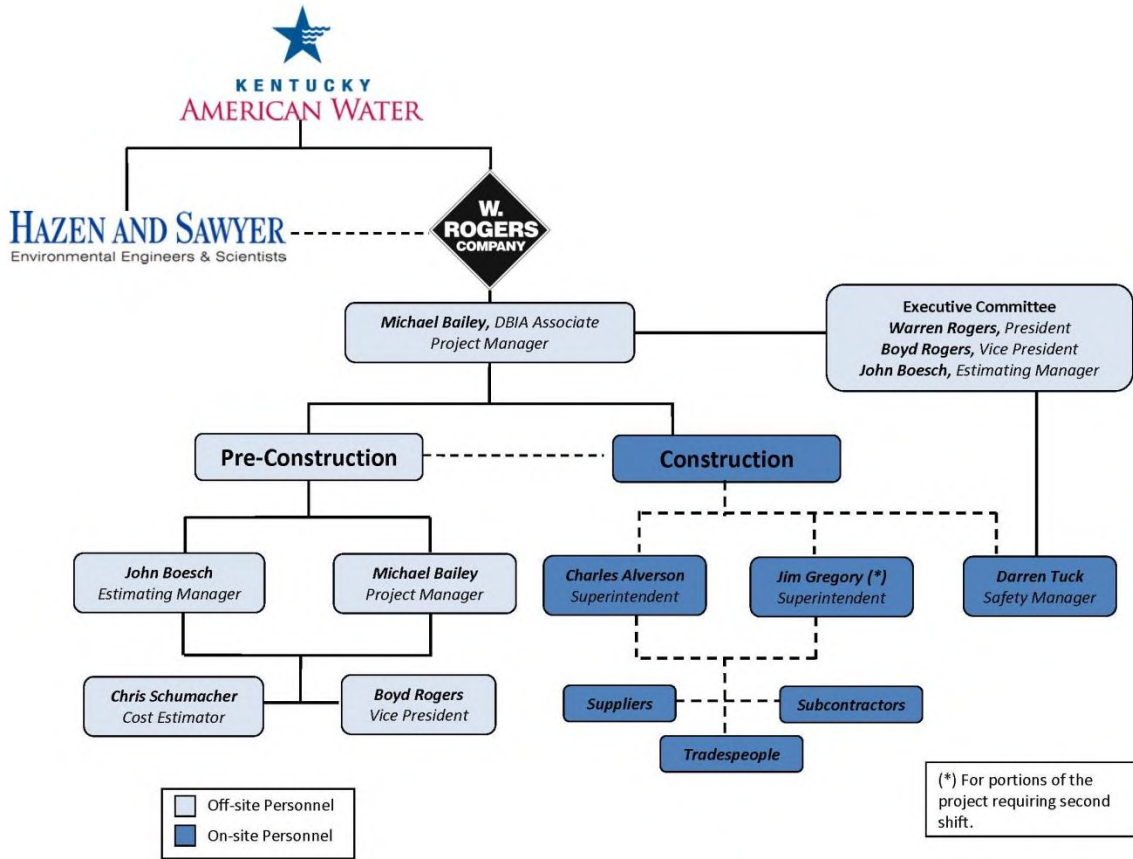 KENTUCKY
AMERICAN WATER
HAZEN AND SAWYER
Environmental Engineers & Scientists
W.
ROGERS
COMPANY
Michael Bailey, DBIA Associate
Project Manager
Executive Committee
Warren Rogers, President
Boyd Rogers, Vice President
John Boesch, Estimating Manager
Pre-Construction
Construction
John Boesch
Estimating Manager
Michael Bailey
Project Manager
Charles Alverson
Superintendent
Jim Gregory (*)
Superintendent
Darren Tuck
Safety Manager
Chris Schumacher
Cost Estimator
Boyd Rogers
Vice President
Suppliers
Subcontractors
Tradespeople
Off-site Personnel
On-site Personnel
(*) For portions of the
project requiring second
shift.